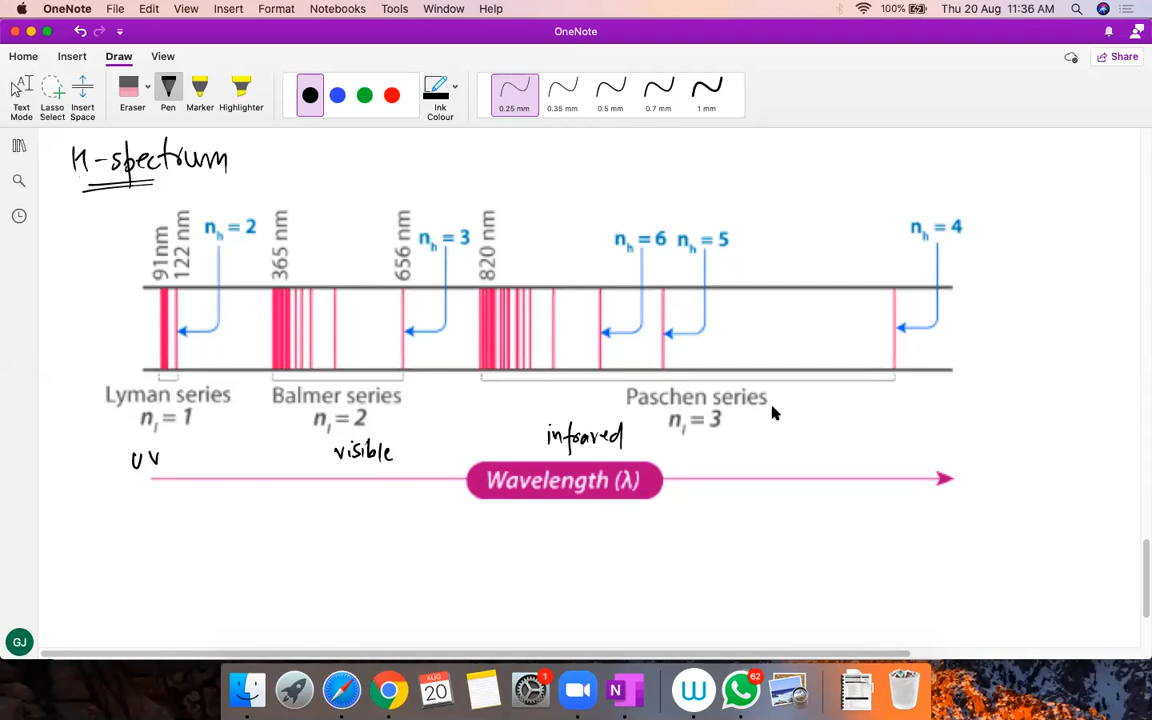 OneNote File Edit View Insert Format Notebooks Tools Window Help 100% Thu 20 Aug 11:36 AM
OneNote
Home Insert Draw View Share
Text Mode
Lasso Select
Insert Space
Eraser
Pen
Marker
Highlighter
Ink Colour
0.25 mm 0.35 mm 0.5 mm 0.7 mm 1 mm
H-spectrum
91nm
122 nm
nh = 2
365 nm
656 nm
nh = 3
820 nm
nh = 6
nh = 5
nh = 4
Lyman series
nl = 1
Balmer series
nl = 2
Paschen series
nl = 3
UV
visible
infrared
Wavelength (λ)
GJ
AUG
20
1
N
W
62